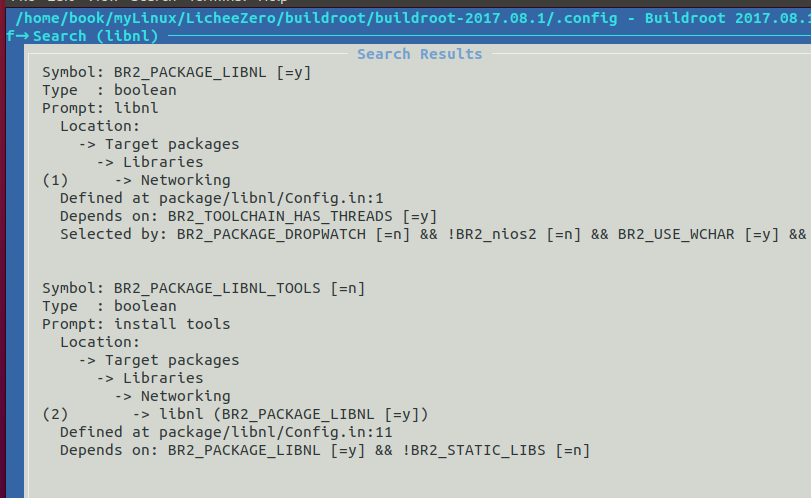 /home/book/myLinux/LicheeZero/buildroot/buildroot-2017.08.1/.config - Buildroot 2017.08.1
f→Search (libnl)
Search Results
Symbol: BR2_PACKAGE_LIBNL [=y]
Type  : boolean
Prompt: libnl
Location:
-> Target packages
-> Libraries
(1) -> Networking
Defined at package/libnl/Config.in:1
Depends on: BR2_TOOLCHAIN_HAS_THREADS [=y]
Selected by: BR2_PACKAGE_DROPWATCH [=n] && !BR2_nios2 [=n] && BR2_USE_WCHAR [=y] &&
Symbol: BR2_PACKAGE_LIBNL_TOOLS [=n]
Type  : boolean
Prompt: install tools
Location:
-> Target packages
-> Libraries
-> Networking
(2) -> libnl (BR2_PACKAGE_LIBNL [=y])
Defined at package/libnl/Config.in:11
Depends on: BR2_PACKAGE_LIBNL [=y] && !BR2_STATIC_LIBS [=n]